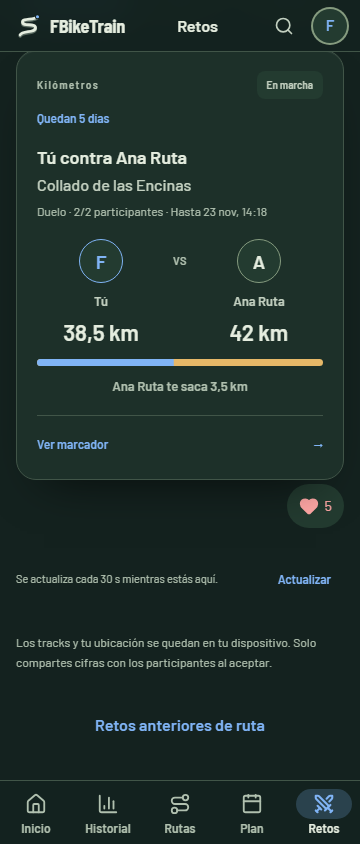 FBikeTrain
Retos
F
Kilómetros
En marcha
Quedan 5 días
Tú contra Ana Ruta
Collado de las Encinas
Duelo · 2/2 participantes · Hasta 23 nov, 14:18
F
VS
A
Tú
Ana Ruta
38,5 km
42 km
Ana Ruta te saca 3,5 km
Ver marcador →
5
Se actualiza cada 30 s mientras estás aquí.
Actualizar
Los tracks y tu ubicación se quedan en tu dispositivo. Solo
compartes cifras con los participantes al aceptar.
Retos anteriores de ruta
Inicio
Historial
Rutas
Plan
Retos